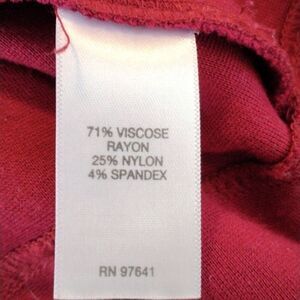 71% VISCOSE
RAYON
25% NYLON
4% SPANDEX
RN 97641